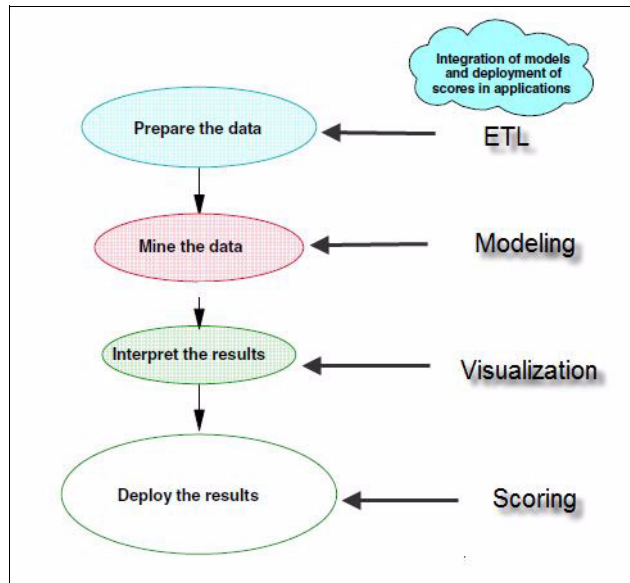 Integration of models
and deployment of
scores in applications
Prepare the data
ETL
Mine the data
Modeling
Interpret the results
Visualization
Deploy the results
Scoring